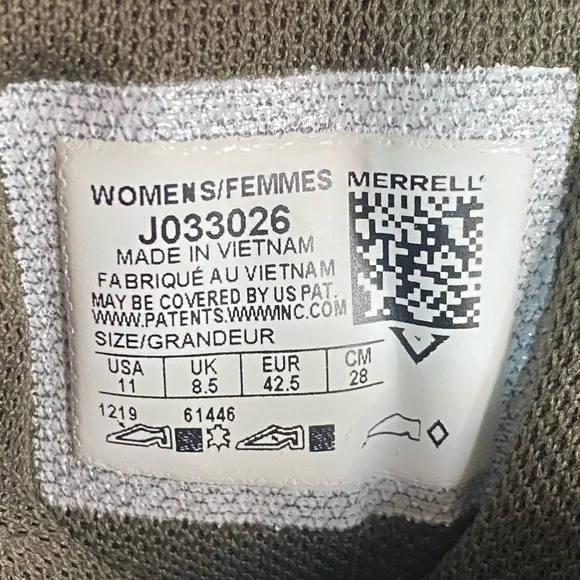 WOMENS/FEMMES
MERRELL
J033026
MADE IN VIETNAM
FABRIQUÉ AU VIETNAM
MAY BE COVERED BY US PAT.
WWW.PATENTS.WWWINC.COM
SIZE/GRANDEUR
USA UK EUR CM
11 8.5 42.5 28
1219 61446